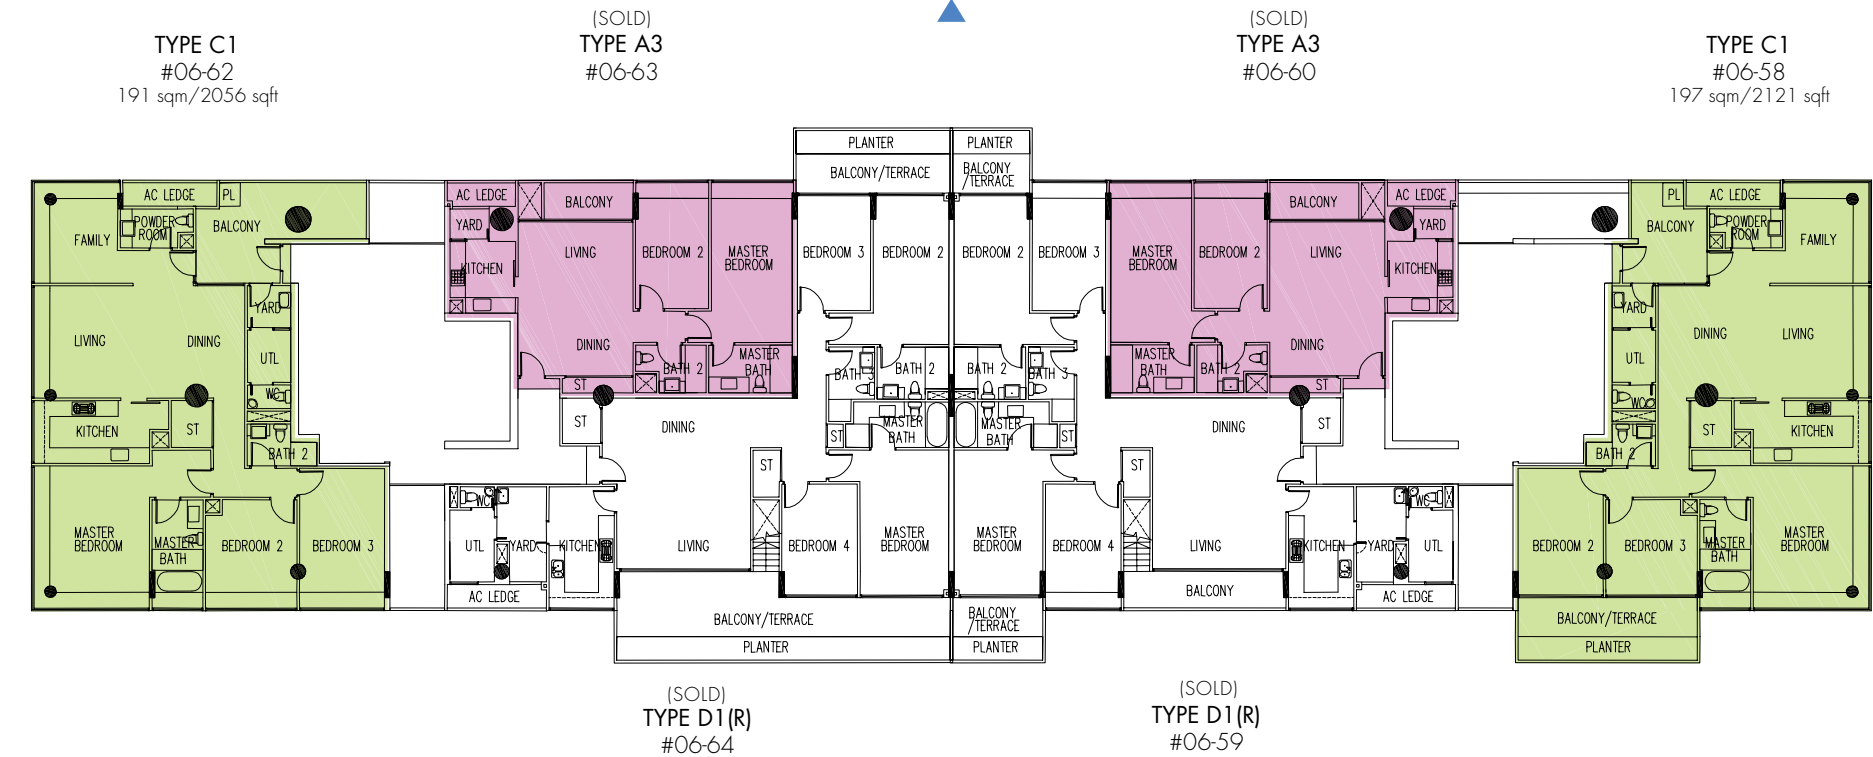 TYPE C1
#06-62
191 sqm/2056 sqft
(SOLD)
TYPE A3
#06-63
(SOLD)
TYPE A3
#06-60
TYPE C1
#06-58
197 sqm/2121 sqft
AC LEDGE
PL
POWDER
ROOM
BALCONY
FAMILY
YARD
LIVING
DINING
UTL
WC
KITCHEN
ST
BATH 2
MASTER
BEDROOM
MASTER
BATH
BEDROOM 2
BEDROOM 3
AC LEDGE
BALCONY
YARD
LIVING
BEDROOM 2
MASTER
BEDROOM
KITCHEN
DINING
MASTER
BATH
BATH 2
ST
PLANTER
BALCONY/TERRACE
BEDROOM 3
BEDROOM 2
BATH 3
BATH 2
MASTER
BATH
ST
ST
DINING
ST
WC
UTL
YARD
KITCHEN
LIVING
BEDROOM 4
MASTER
BEDROOM
AC LEDGE
BALCONY/TERRACE
PLANTER
PLANTER
BALCONY
/TERRACE
BEDROOM 2
BEDROOM 3
BATH 2
BATH 3
MASTER
BATH
ST
DINING
ST
ST
MASTER
BEDROOM
BEDROOM 4
LIVING
KITCHEN
YARD
UTL
WC
BALCONY
AC LEDGE
BALCONY
/TERRACE
PLANTER
BALCONY
AC LEDGE
YARD
MASTER
BEDROOM
BEDROOM 2
LIVING
KITCHEN
DINING
MASTER
BATH
BATH 2
ST
PL
AC LEDGE
BALCONY
POWDER
ROOM
FAMILY
YARD
DINING
LIVING
UTL
WC
ST
KITCHEN
BATH 2
BEDROOM 2
BEDROOM 3
MASTER
BATH
MASTER
BEDROOM
BALCONY/TERRACE
PLANTER
(SOLD)
TYPE D1(R)
#06-64
(SOLD)
TYPE D1(R)
#06-59